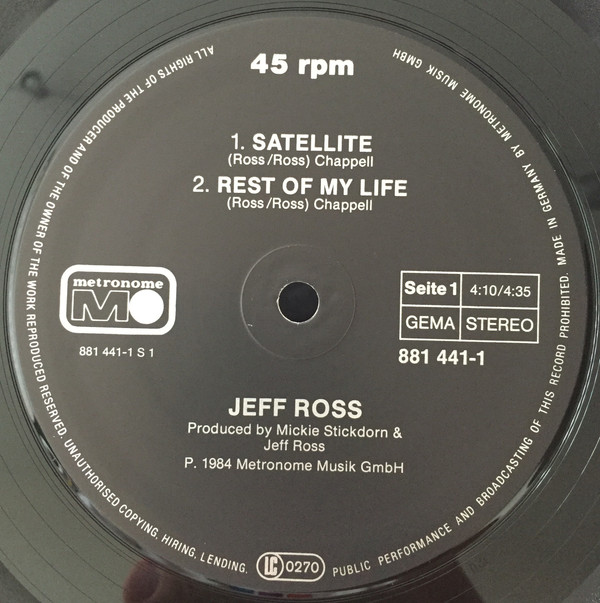 45 rpm
1. SATELLITE
(Ross/Ross) Chappell
2. REST OF MY LIFE
(Ross/Ross) Chappell
metronome
M
881 441-1 S 1
Seite 1
4:10/4:35
GEMA
STEREO
881 441-1
JEFF ROSS
Produced by Mickie Stickdorn &
Jeff Ross
P. 1984 Metronome Musik GmbH
ALL RIGHTS OF THE PRODUCER AND OF THE OWNER OF THE WORK REPRODUCED RESERVED. UNAUTHORISED COPYING, HIRING, LENDING,
LC 0270
PUBLIC PERFORMANCE AND BROADCASTING OF THIS RECORD PROHIBITED. MADE IN GERMANY BY METRONOME MUSIK GMBH